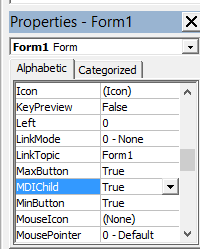 Properties - Form1
Form1 Form
Alphabetic Categorized
Icon (Icon)
KeyPreview False
Left 0
LinkMode 0 - None
LinkTopic Form1
MaxButton True
MDIChild True
MinButton True
MouseIcon (None)
MousePointer 0 - Default